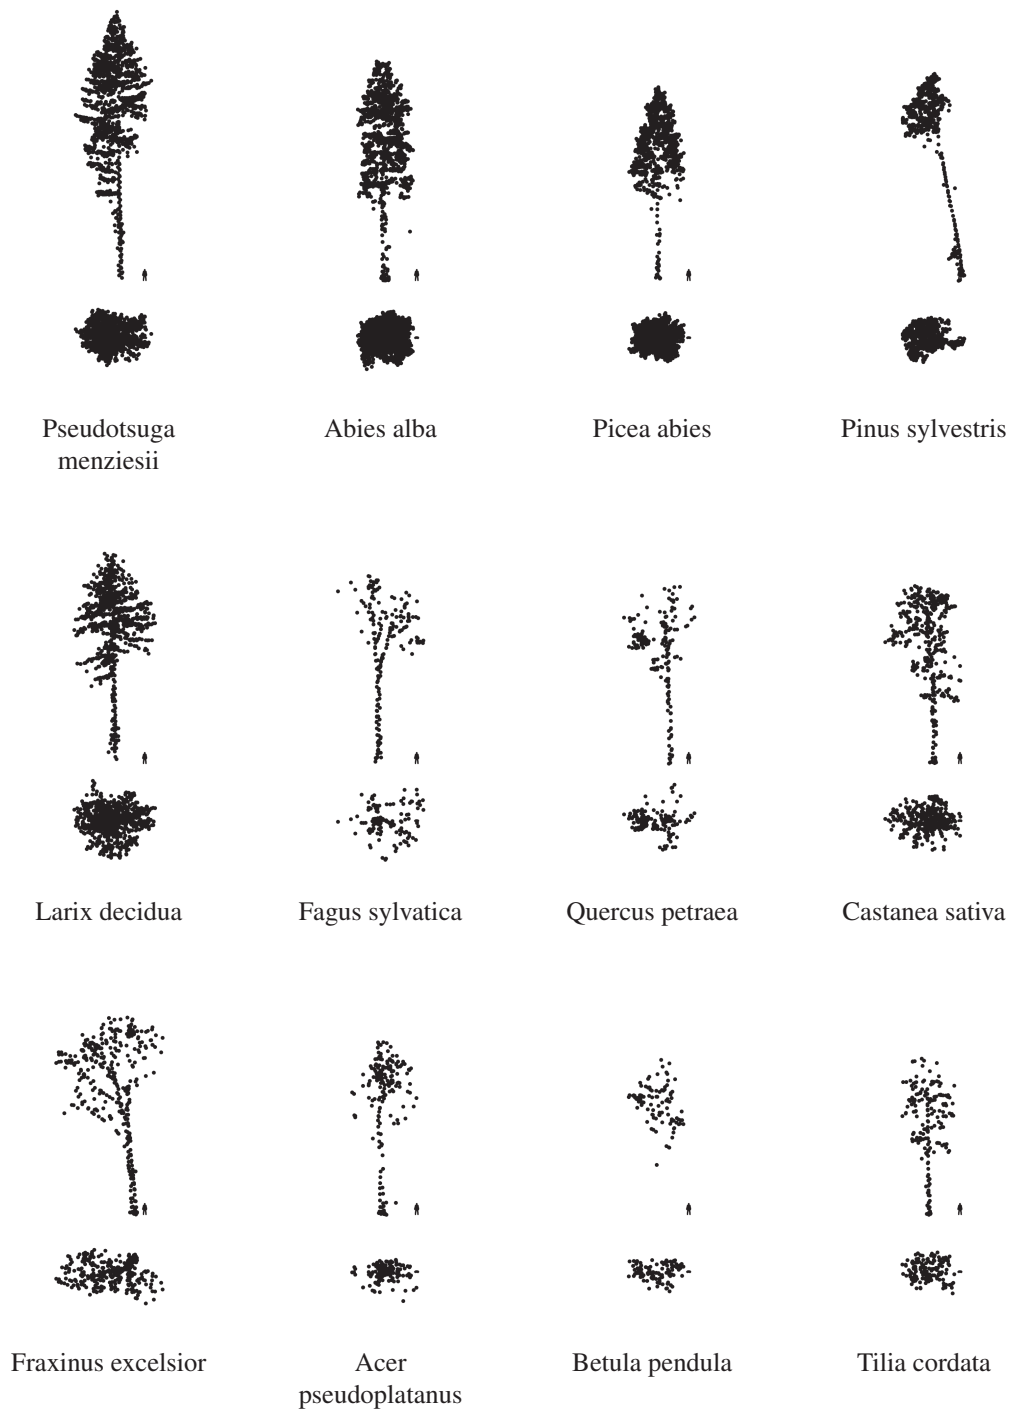 Pseudotsuga
menziesii
Abies alba
Picea abies
Pinus sylvestris
Larix decidua
Fagus sylvatica
Quercus petraea
Castanea sativa
Fraxinus excelsior
Acer
pseudoplatanus
Betula pendula
Tilia cordata